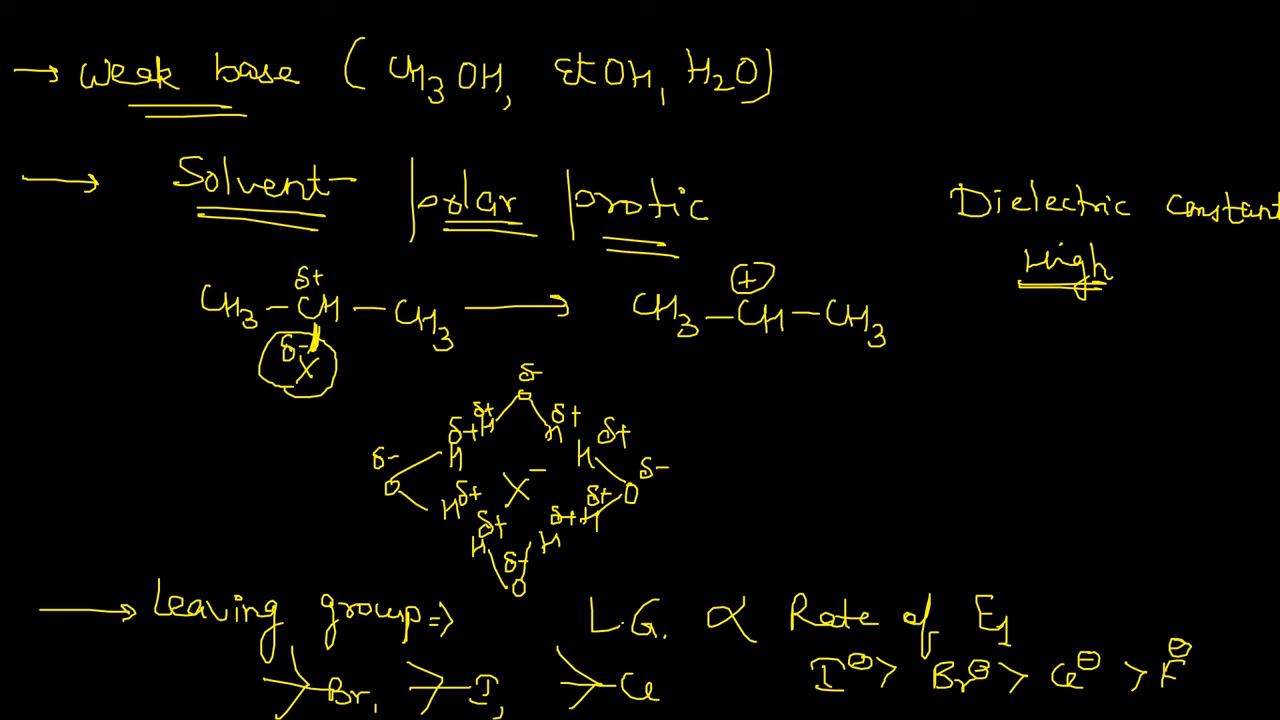 → Weak base (CH3OH, EtOH, H2O)
→ Solvent - polar protic
Dielectric constant
High
δ+
CH3 - CH - CH3 → CH3 - CH - CH3
⊕
δ-
X
δ-
O
δ+ H H δ+
δ+ H H δ+
δ- O X- O δ-
H δ+ δ+ H
δ+ H H δ+
δ-
O
→ Leaving group ⇒ L.G. ∝ Rate of E1
Br, I, Cl
I⊖ > Br⊖ > Cl⊖ > F⊖